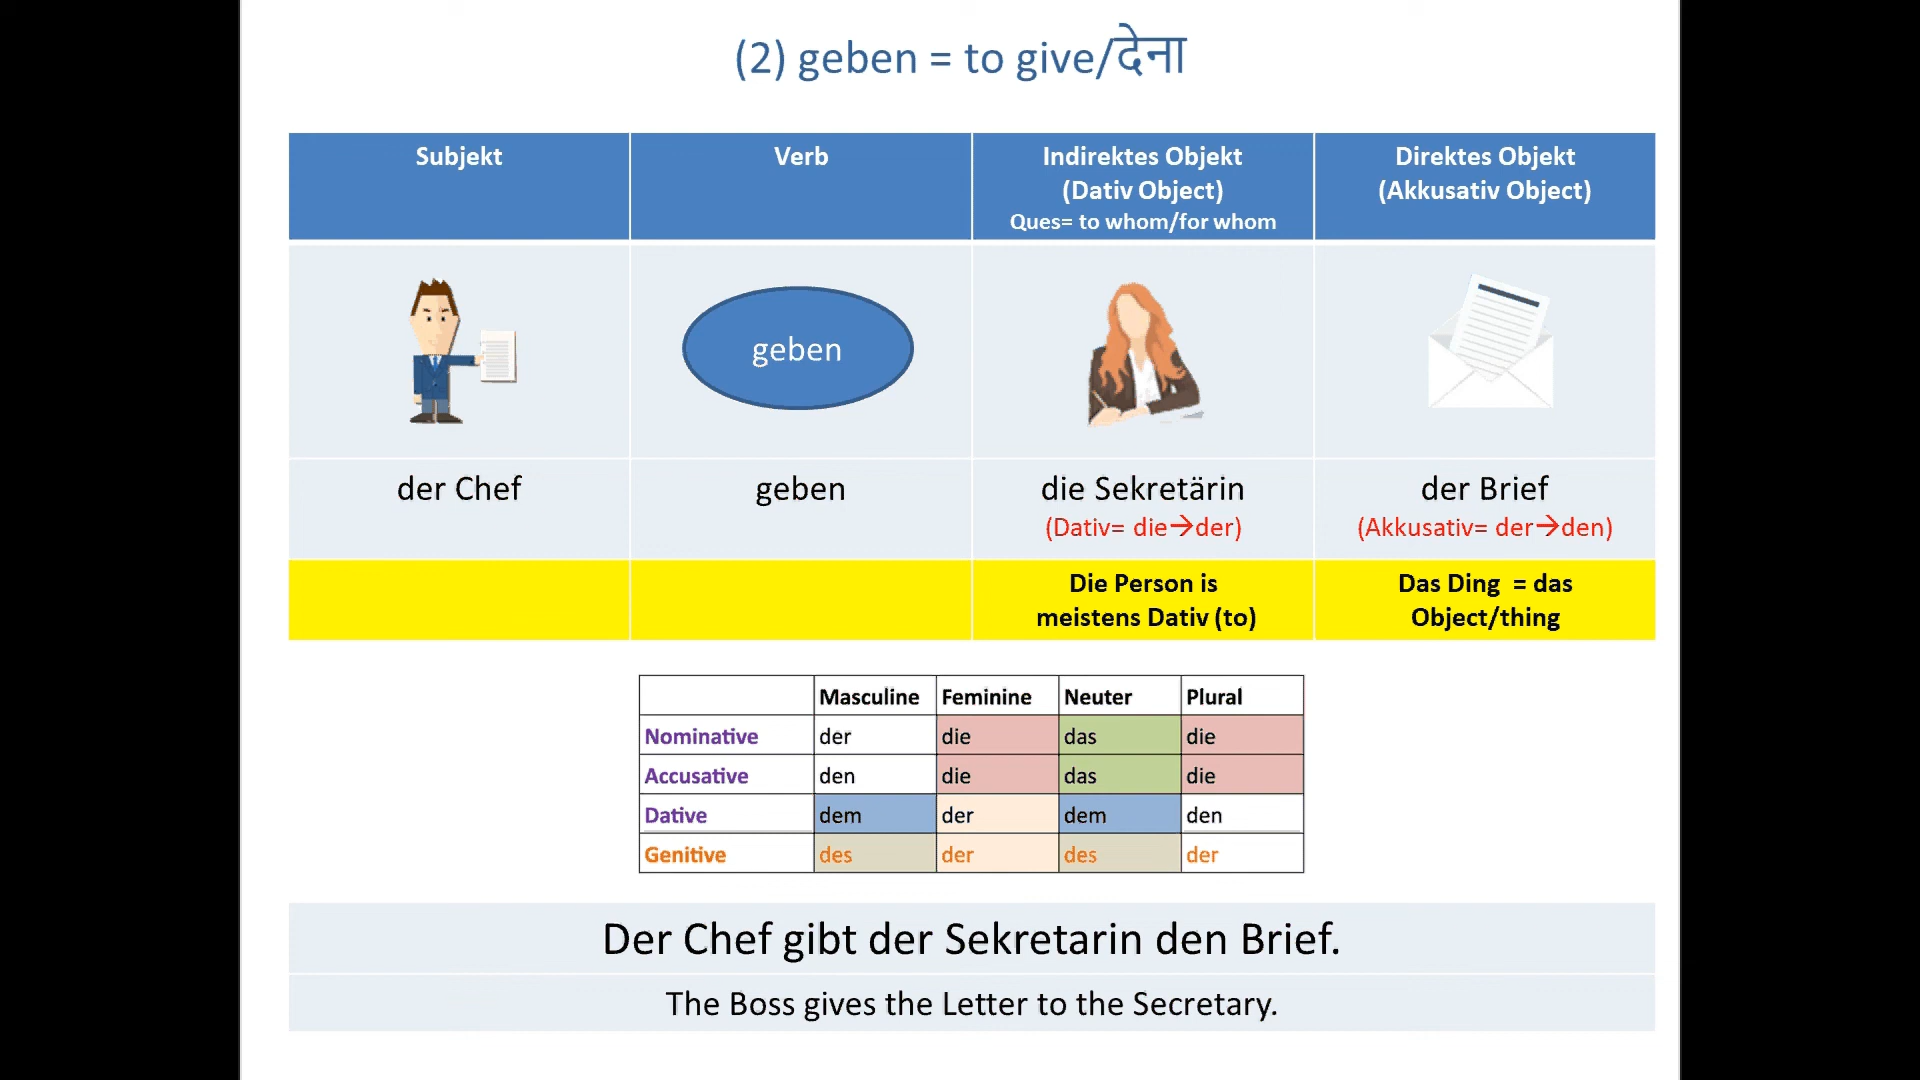 (2) geben = to give/देना
Subjekt
Verb
Indirektes Objekt
(Dativ Object)
Ques= to whom/for whom
Direktes Objekt
(Akkusativ Object)
geben
der Chef
geben
die Sekretärin
(Dativ= die→der)
der Brief
(Akkusativ= der→den)
Die Person is
meistens Dativ (to)
Das Ding = das
Object/thing
Masculine Feminine Neuter Plural
Nominative der die das die
Accusative den die das die
Dative dem der dem den
Genitive des der des der
Der Chef gibt der Sekretarin den Brief.
The Boss gives the Letter to the Secretary.